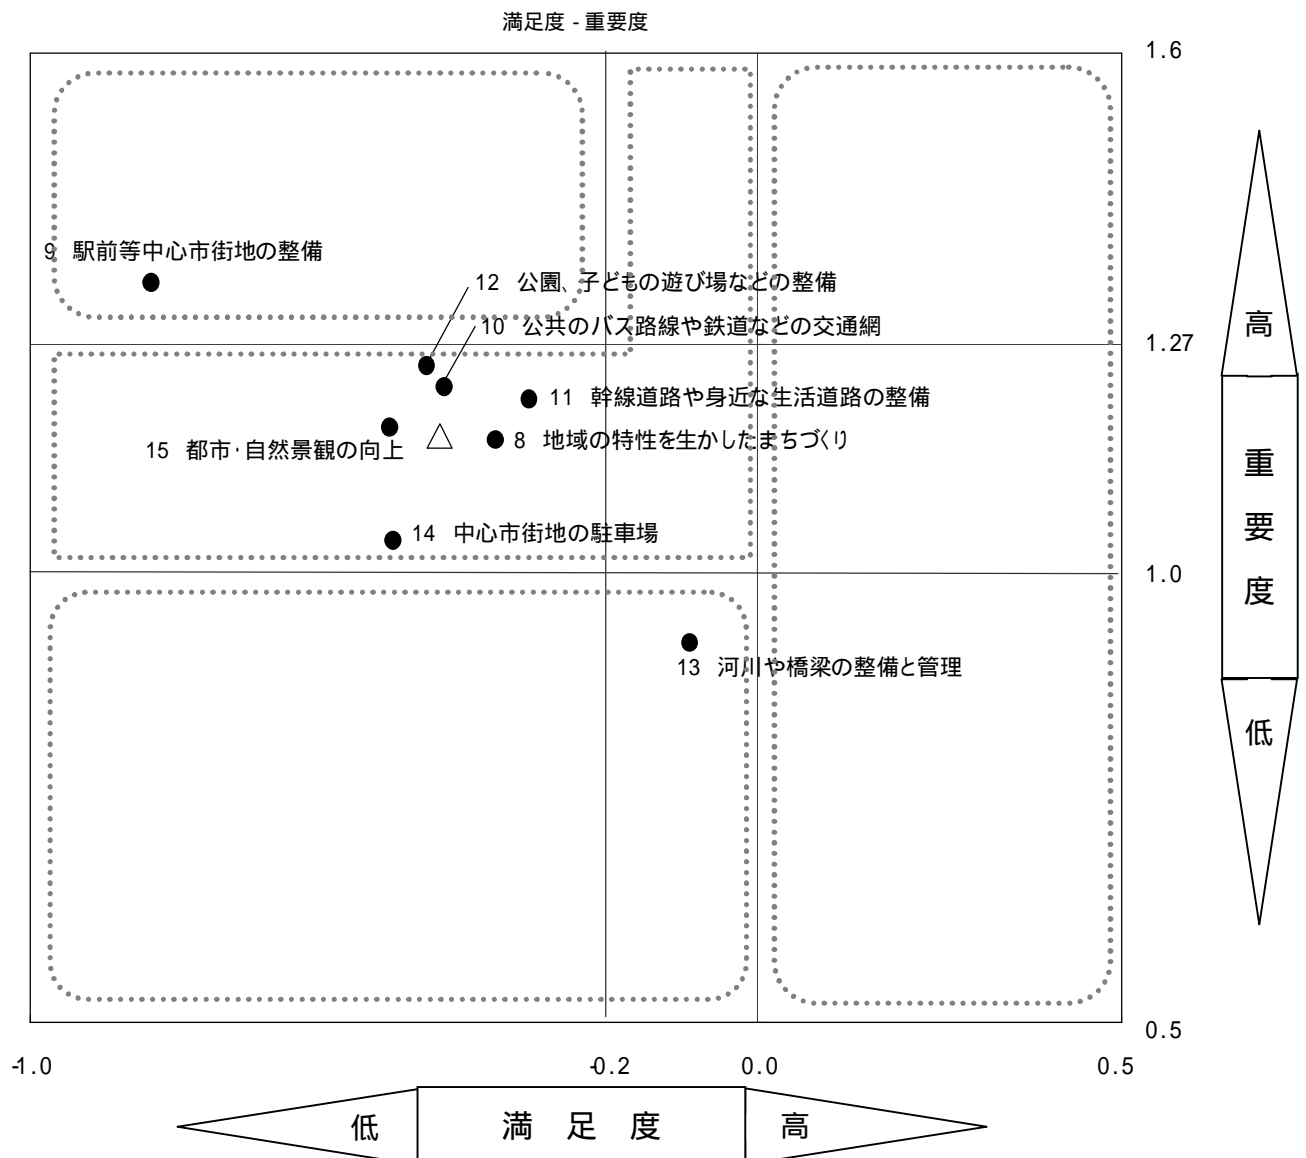 満足度 - 重要度
1.6
9 駅前等中心市街地の整備
12 公園、子どもの遊び場などの整備
高
10 公共のバス路線や鉄道などの交通網
1.27
11 幹線道路や身近な生活道路の整備
8 地域の特性を生かしたまちづくり
15 都市・自然景観の向上
重要度
14 中心市街地の駐車場
1.0
13 河川や橋梁の整備と管理
低
0.5
-1.0 -0.2 0.0 0.5
低 満足度 高